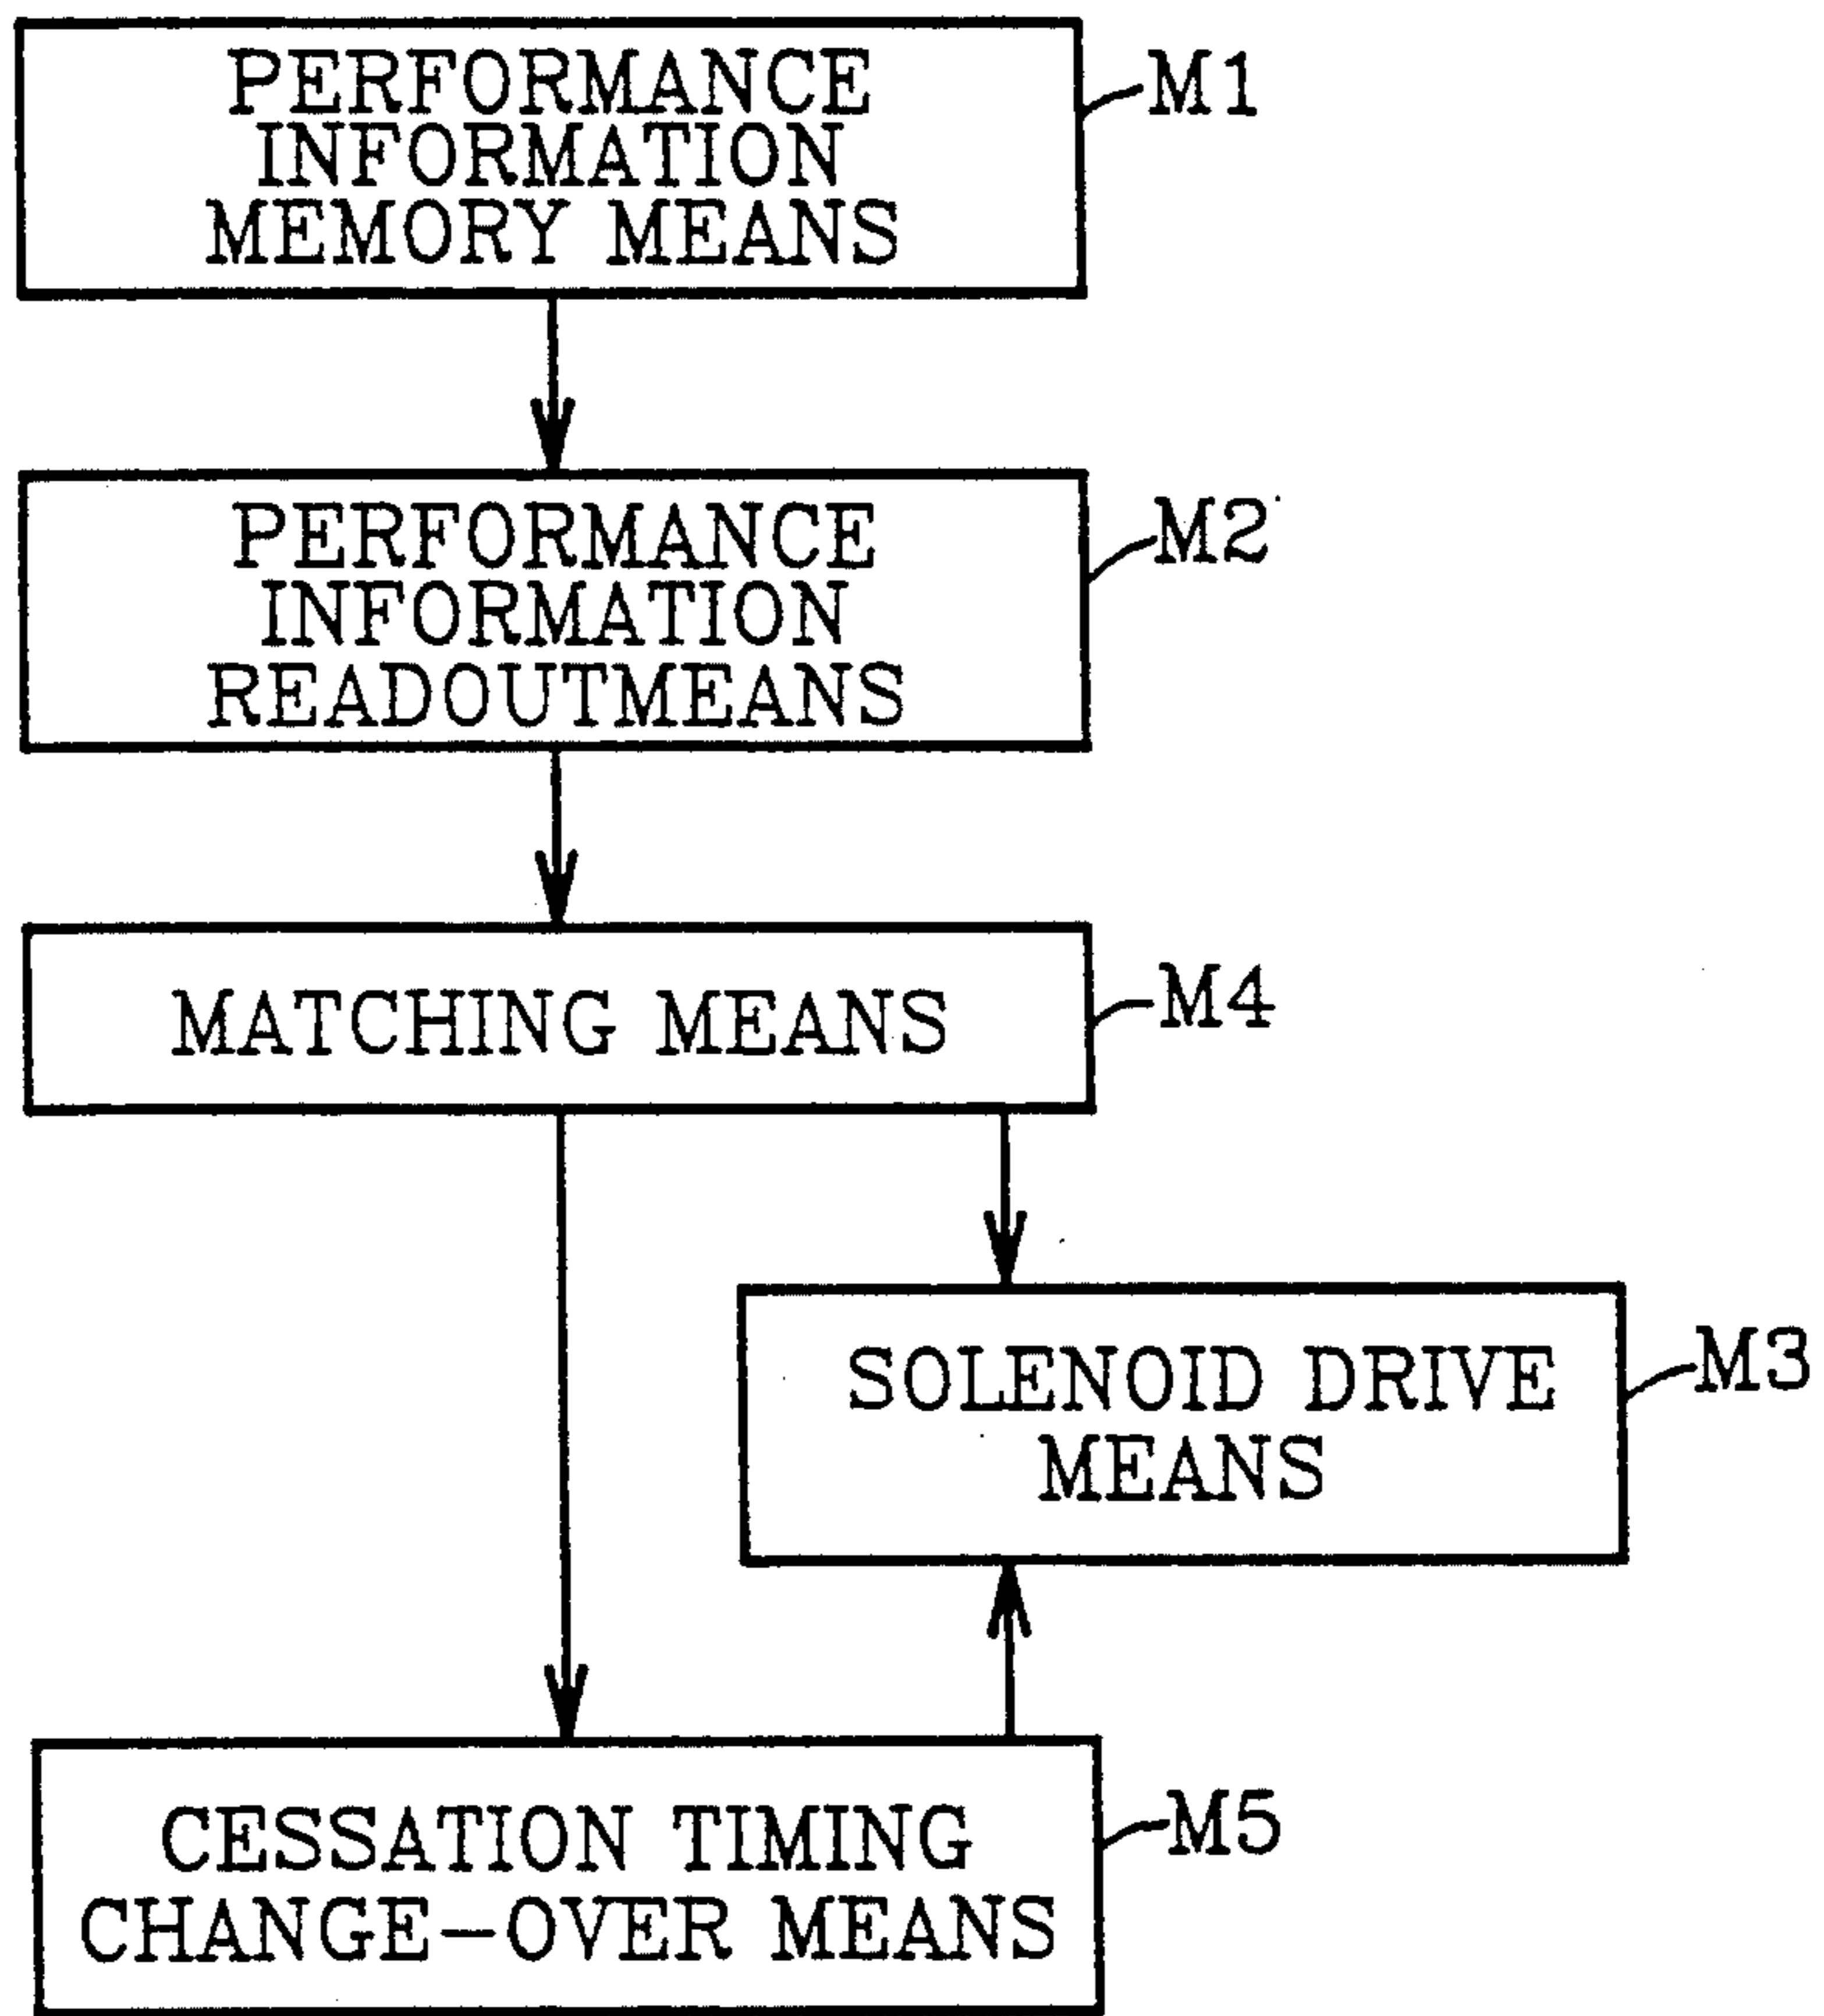 PERFORMANCE
INFORMATION
MEMORY MEANS
M1
PERFORMANCE
INFORMATION
READOUTMEANS
M2
MATCHING MEANS
M4
SOLENOID DRIVE
MEANS
M3
CESSATION TIMING
CHANGE-OVER MEANS
M5